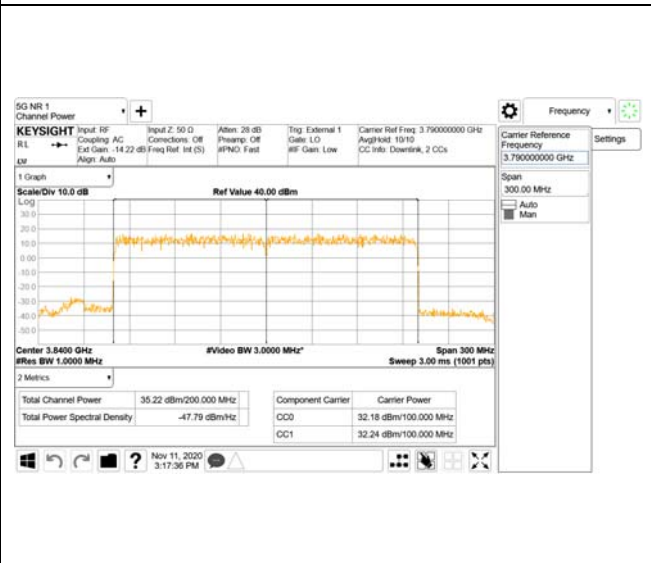 5G NR 1
Channel Power
Frequency
KEYSIGHT
RL
Input: RF
Coupling: AC
Ext Gain: -14.22 dB
Align: Auto
Input Z: 50 Ω
Corrections: Off
Freq Ref: Int (S)
Atten: 28 dB
Preamp: Off
#PNO: Fast
Trig: External 1
Gate: LO
#IF Gain: Low
Carrier Ref Freq: 3.790000000 GHz
Avg|Hold: 10/10
CC Info: Downlink, 2 CCs
Carrier Reference
Frequency
3.790000000 GHz
Settings
Span
300.00 MHz
Auto
Man
1 Graph
Scale/Div 10.0 dB
Ref Value 40.00 dBm
Log
30.0
20.0
10.0
0.00
-10.0
-20.0
-30.0
-40.0
-50.0
Center 3.8400 GHz
#Video BW 3.0000 MHz*
Span 300 MHz
#Res BW 1.0000 MHz
Sweep 3.00 ms (1001 pts)
2 Metrics
Total Channel Power 35.22 dBm/200.000 MHz
Total Power Spectral Density -47.79 dBm/Hz
Component Carrier Carrier Power
CC0 32.18 dBm/100.000 MHz
CC1 32.24 dBm/100.000 MHz
Nov 11, 2020
3:17:36 PM